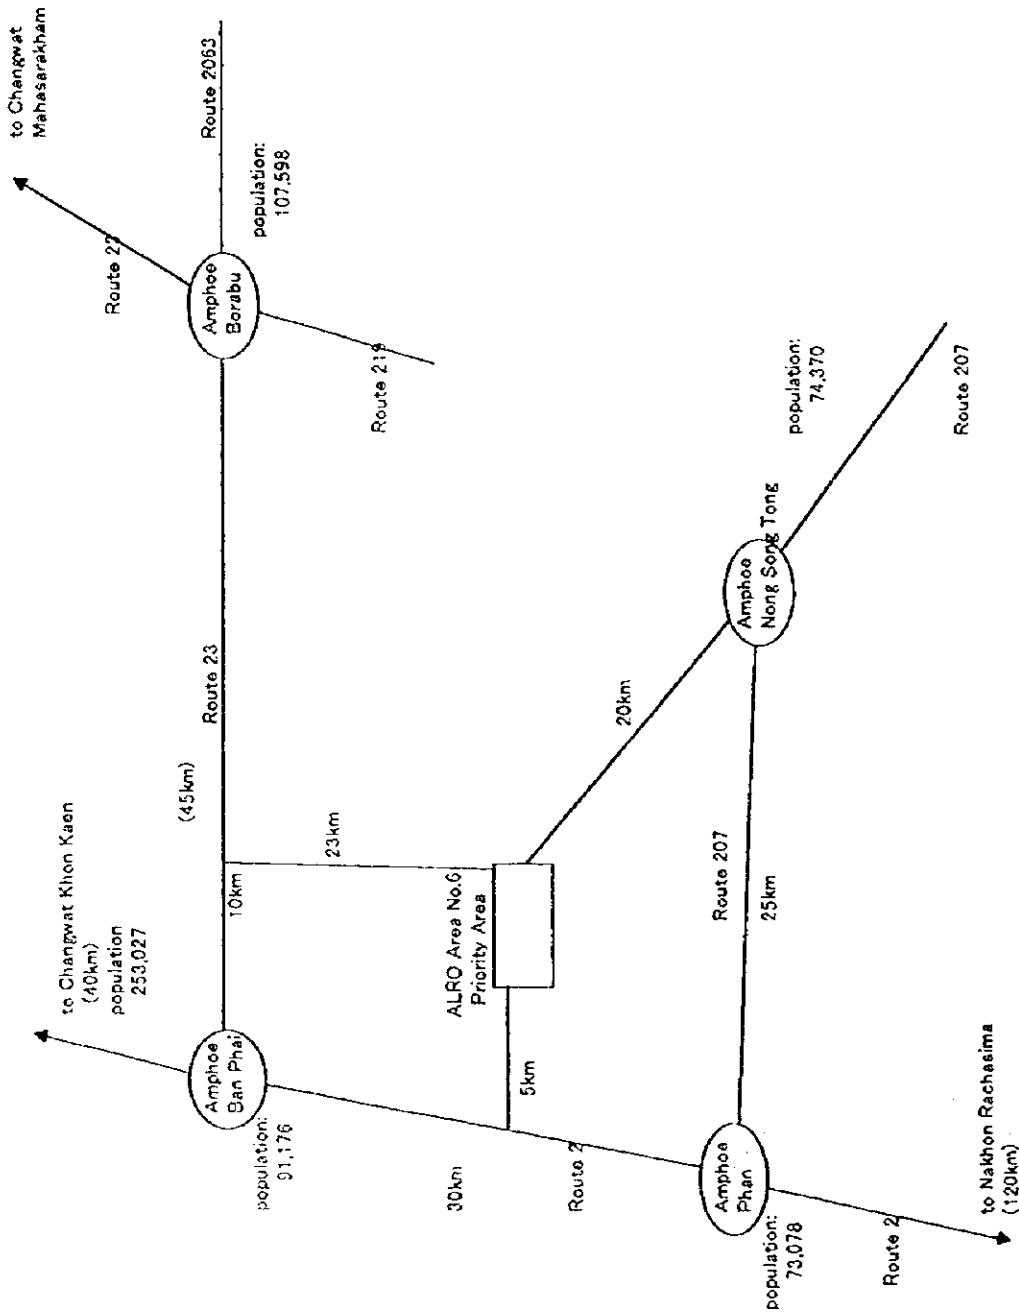 to Changwat
Mahasarakham
Route 2063
Route 23
population:
107,598
Amphoe
Borabu
Route 219
Route 23
(45km)
to Changwat Khon Kaen
(40km)
population
253,027
10km
23km
Amphoe
Ban Phai
population:
91,176
ALRO Area No.6
Priority Area
5km
20km
population:
74,370
Route 207
Amphoe
Nong Song Tong
Route 207
25km
30km
Route 2
Amphoe
Phan
population:
73,078
Route 2
to Nakhon Rachasima
(120km)